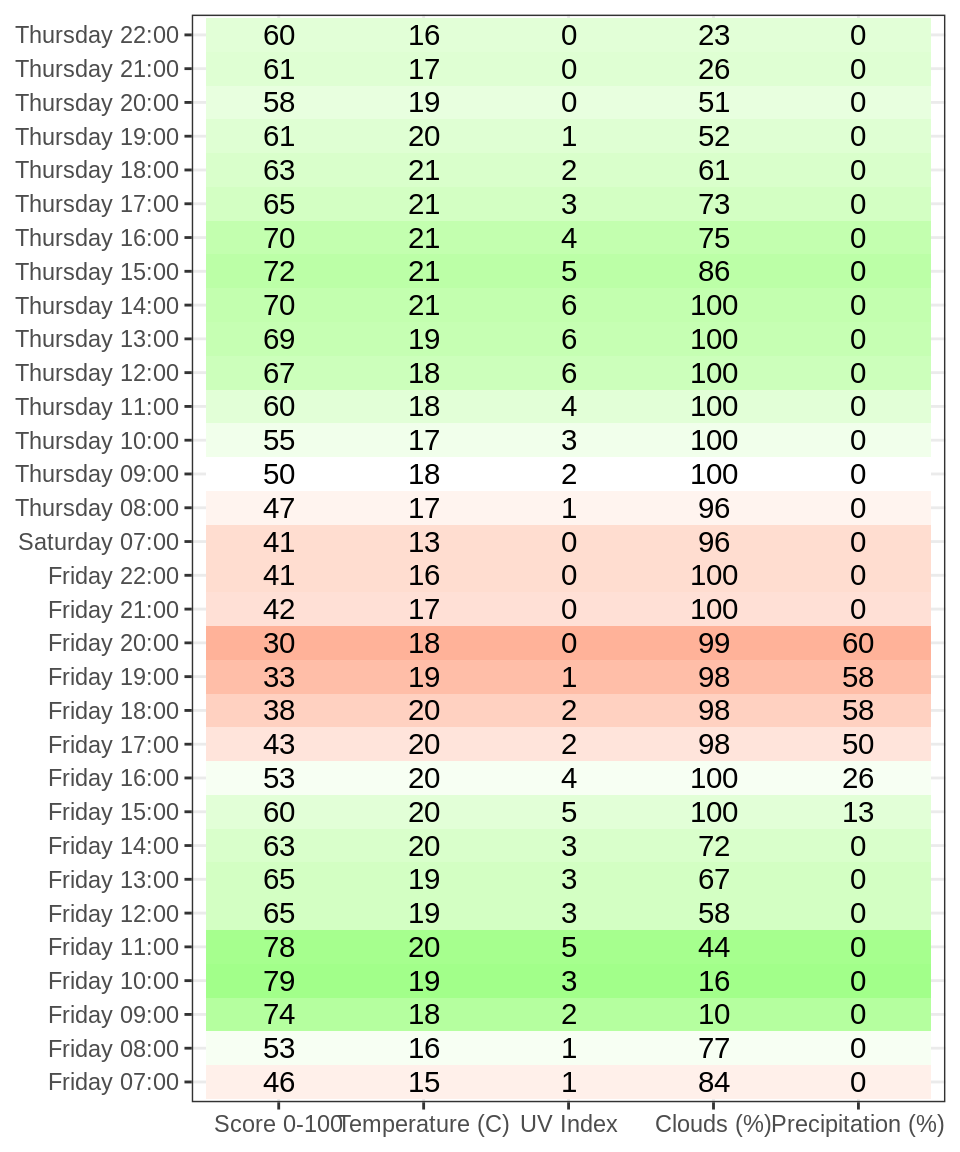 Thursday 22:00 60 16 0 23 0
Thursday 21:00 61 17 0 26 0
Thursday 20:00 58 19 0 51 0
Thursday 19:00 61 20 1 52 0
Thursday 18:00 63 21 2 61 0
Thursday 17:00 65 21 3 73 0
Thursday 16:00 70 21 4 75 0
Thursday 15:00 72 21 5 86 0
Thursday 14:00 70 21 6 100 0
Thursday 13:00 69 19 6 100 0
Thursday 12:00 67 18 6 100 0
Thursday 11:00 60 18 4 100 0
Thursday 10:00 55 17 3 100 0
Thursday 09:00 50 18 2 100 0
Thursday 08:00 47 17 1 96 0
Saturday 07:00 41 13 0 96 0
Friday 22:00 41 16 0 100 0
Friday 21:00 42 17 0 100 0
Friday 20:00 30 18 0 99 60
Friday 19:00 33 19 1 98 58
Friday 18:00 38 20 2 98 58
Friday 17:00 43 20 2 98 50
Friday 16:00 53 20 4 100 26
Friday 15:00 60 20 5 100 13
Friday 14:00 63 20 3 72 0
Friday 13:00 65 19 3 67 0
Friday 12:00 65 19 3 58 0
Friday 11:00 78 20 5 44 0
Friday 10:00 79 19 3 16 0
Friday 09:00 74 18 2 10 0
Friday 08:00 53 16 1 77 0
Friday 07:00 46 15 1 84 0
Score 0-100 Temperature (C) UV Index Clouds (%) Precipitation (%)